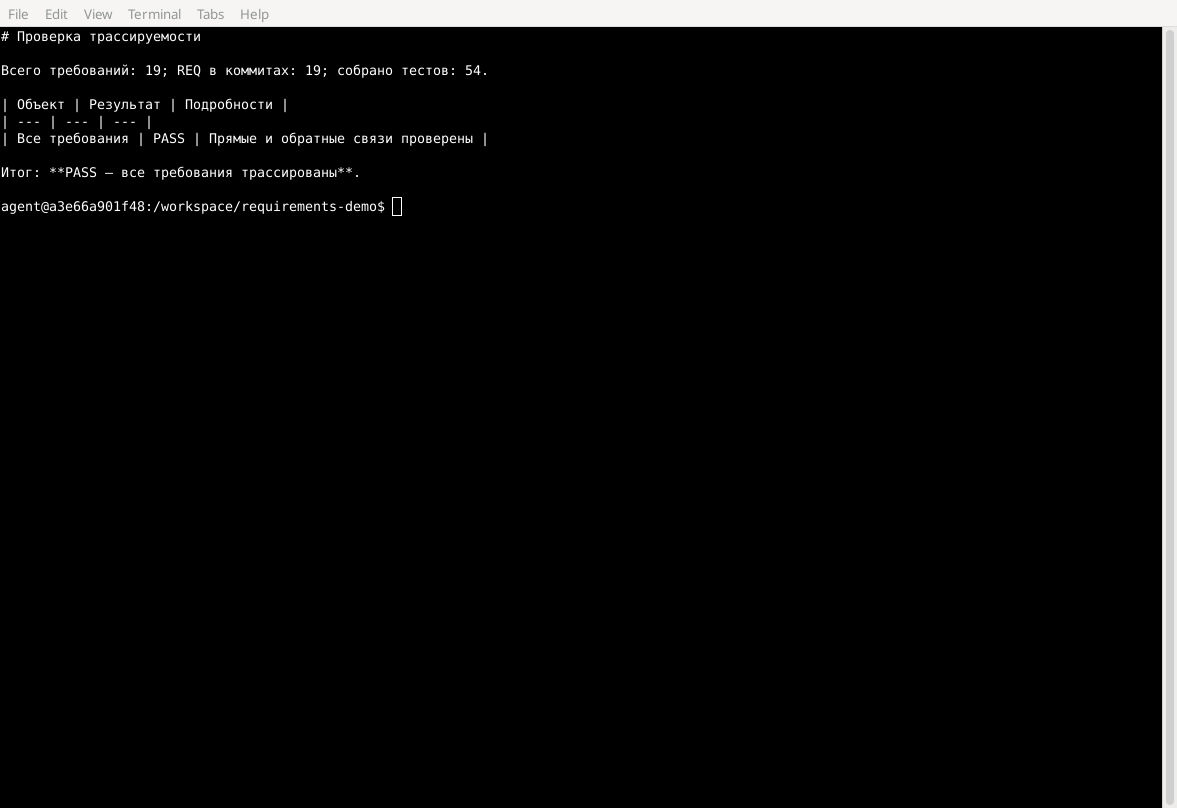 File Edit View Terminal Tabs Help
# Проверка трассируемости
Всего требований: 19; REQ в коммитах: 19; собрано тестов: 54.
| Объект | Результат | Подробности |
| --- | --- | --- |
| Все требования | PASS | Прямые и обратные связи проверены |
Итог: **PASS — все требования трассированы**.
agent@a3e66a901f48:/workspace/requirements-demo$